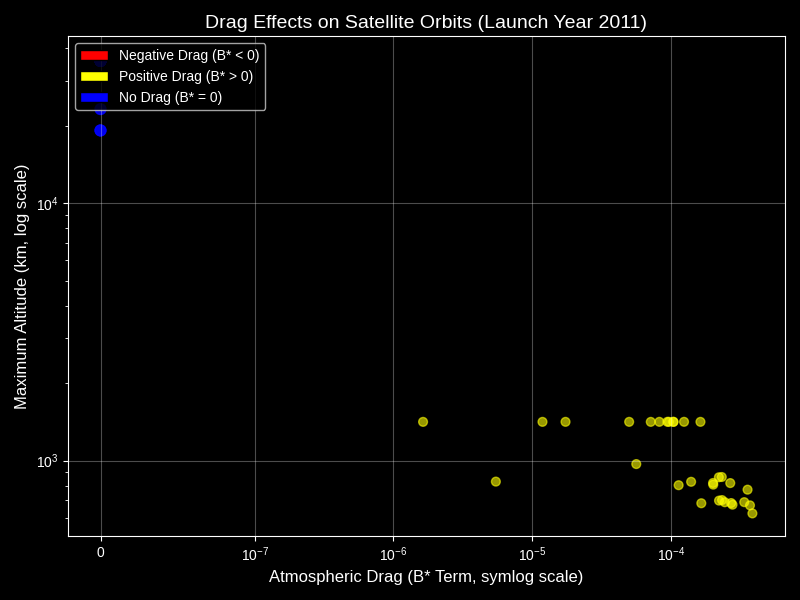 Drag Effects on Satellite Orbits (Launch Year 2011)
Negative Drag (B* < 0)
Positive Drag (B* > 0)
No Drag (B* = 0)
Maximum Altitude (km, log scale)
10⁴
10³
0
10⁻⁷
10⁻⁶
10⁻⁵
10⁻⁴
Atmospheric Drag (B* Term, symlog scale)